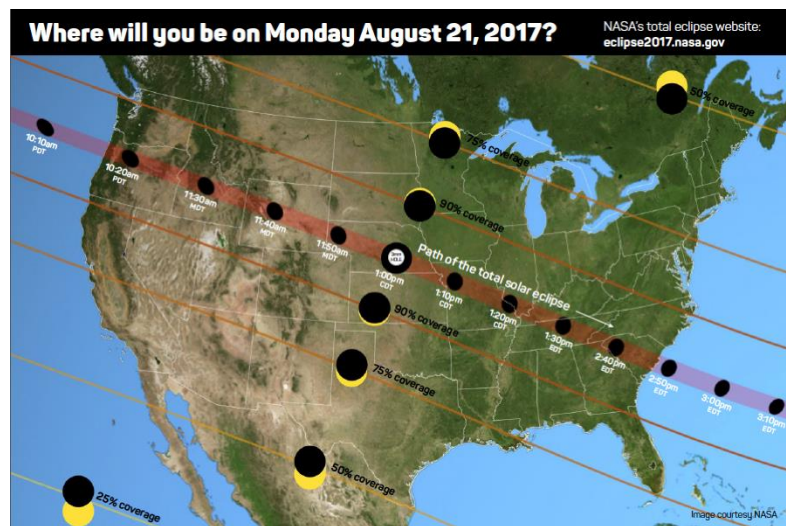 Where will you be on Monday August 21, 2017?
NASA's total eclipse website:
eclipse2017.nasa.gov
50% coverage
75% coverage
10:10am
PDT
10:20am
PDT
11:30am
MDT
90% coverage
11:40am
MDT
11:50am
MDT
Path of the total solar eclipse
1:00pm
CDT
1:10pm
CDT
1:20pm
CDT
1:30pm
EDT
2:40pm
EDT
2:50pm
EDT
3:00pm
EDT
3:10pm
EDT
90% coverage
75% coverage
50% coverage
25% coverage
Image courtesy NASA